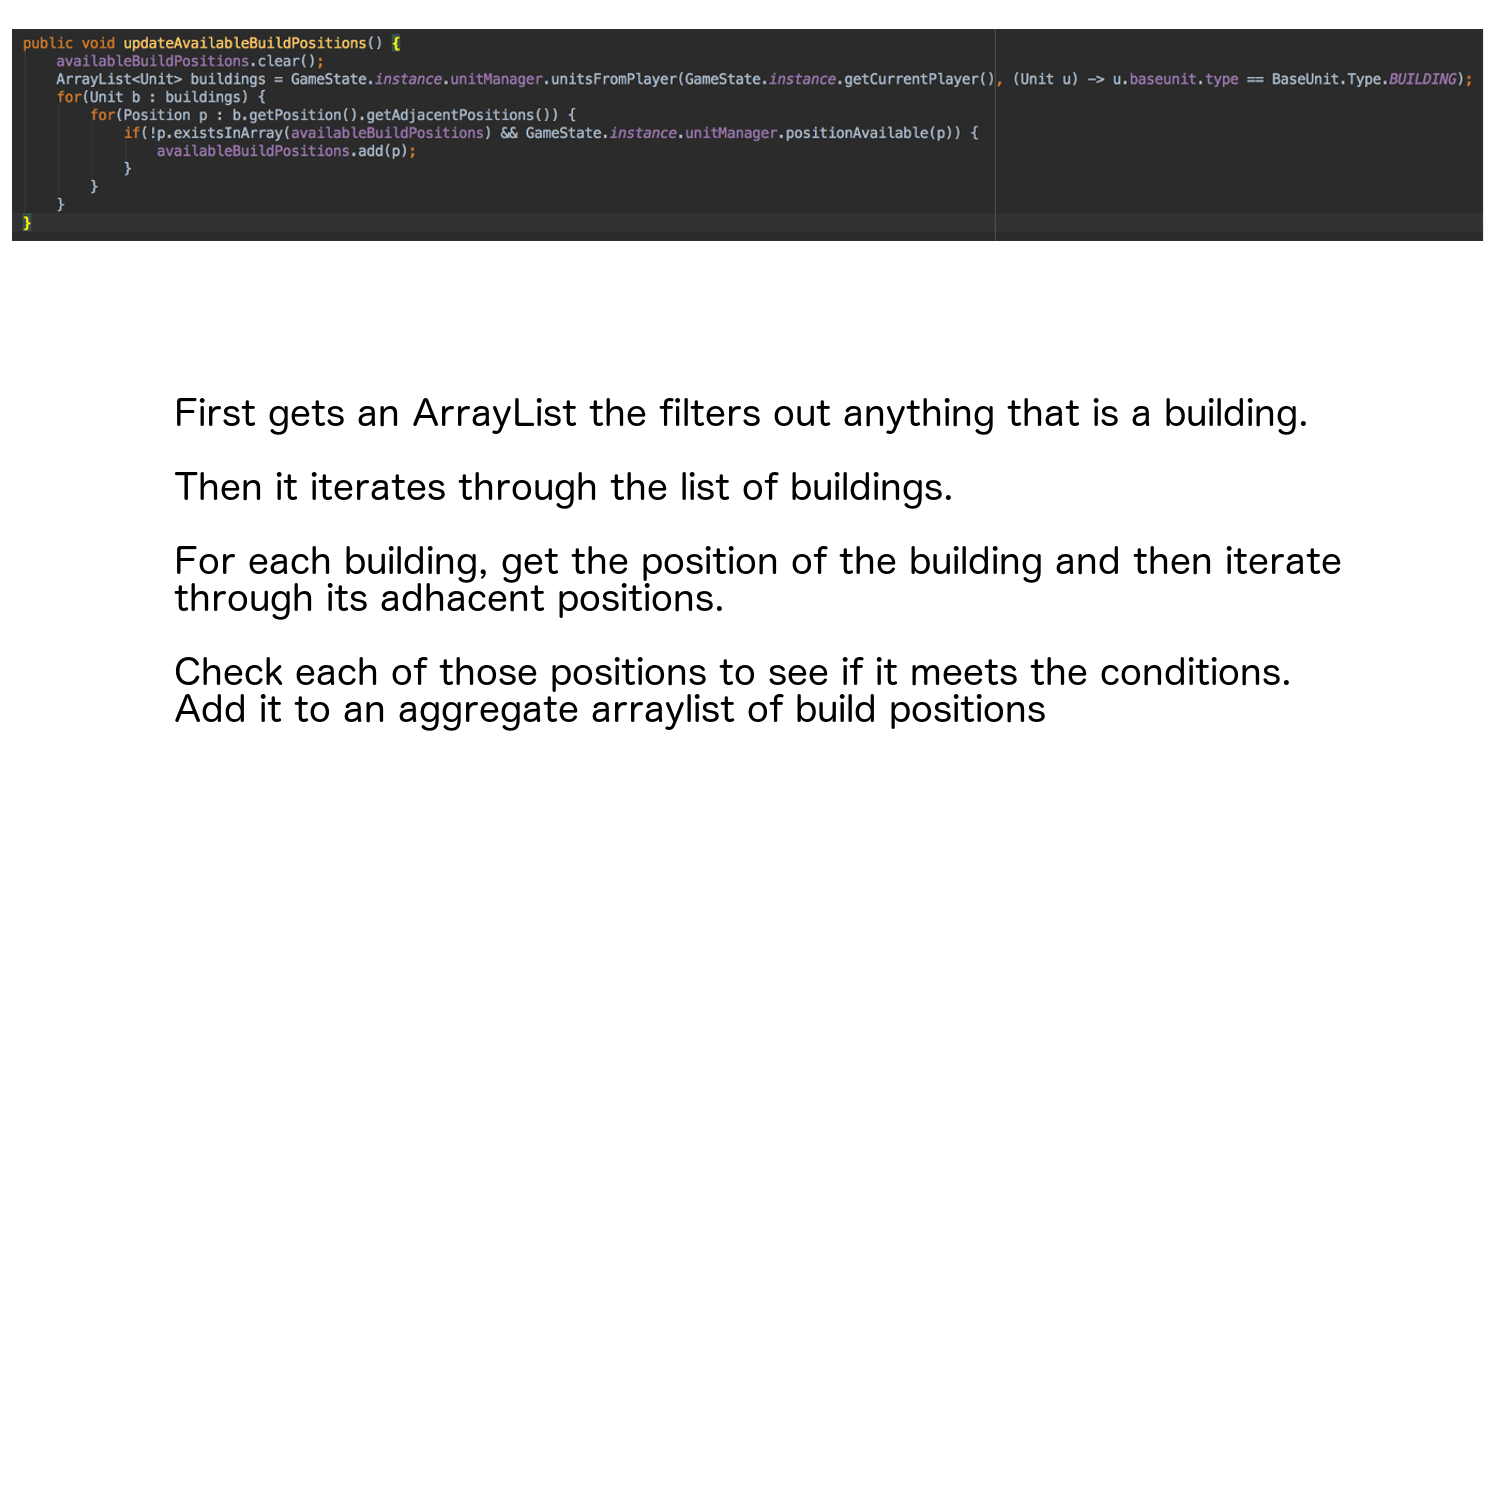 public void updateAvailableBuildPositions() {
    availableBuildPositions.clear();
    ArrayList<Unit> buildings = GameState.instance.unitManager.unitsFromPlayer(GameState.instance.getCurrentPlayer(), (Unit u) -> u.baseunit.type == BaseUnit.Type.BUILDING);
    for(Unit b : buildings) {
        for(Position p : b.getPosition().getAdjacentPositions()) {
            if(!p.existsInArray(availableBuildPositions) && GameState.instance.unitManager.positionAvailable(p)) {
                availableBuildPositions.add(p);
            }
        }
    }
}
First gets an ArrayList the filters out anything that is a building.
Then it iterates through the list of buildings.
For each building, get the position of the building and then iterate
through its adhacent positions.
Check each of those positions to see if it meets the conditions.
Add it to an aggregate arraylist of build positions